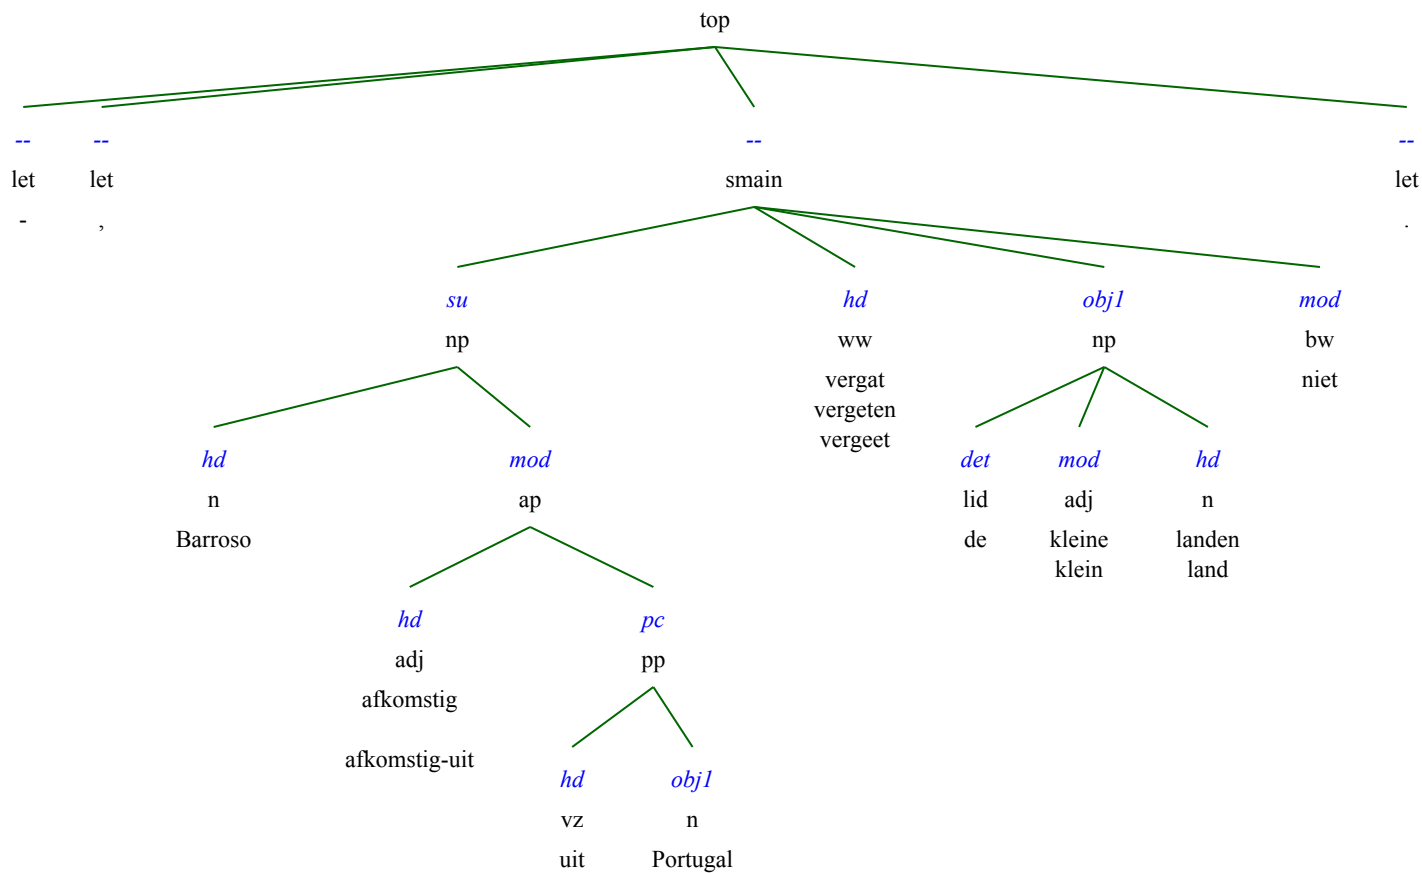 top
-- -- -- --
let let smain let
- , .
su hd obj1 mod
np ww np bw
vergat niet
vergeten
vergeet
hd mod det mod hd
n ap lid adj n
Barroso de kleine landen
klein land
hd pc
adj pp
afkomstig
afkomstig-uit
hd obj1
vz n
uit Portugal